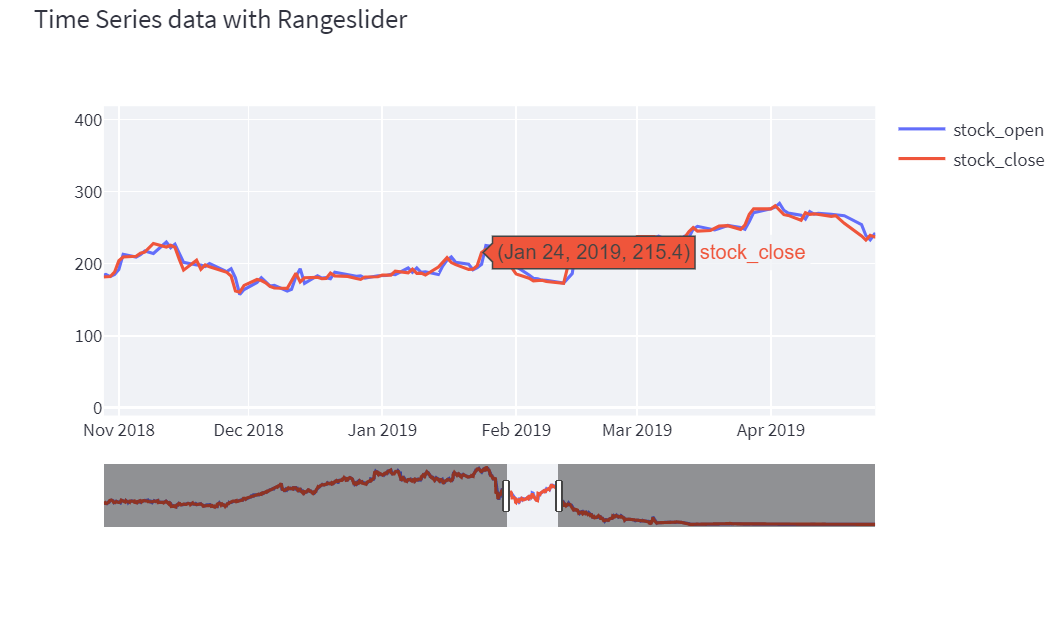 Time Series data with Rangeslider
400
300
200
100
0
stock_open
stock_close
(Jan 24, 2019, 215.4) stock_close
Nov 2018 Dec 2018 Jan 2019 Feb 2019 Mar 2019 Apr 2019